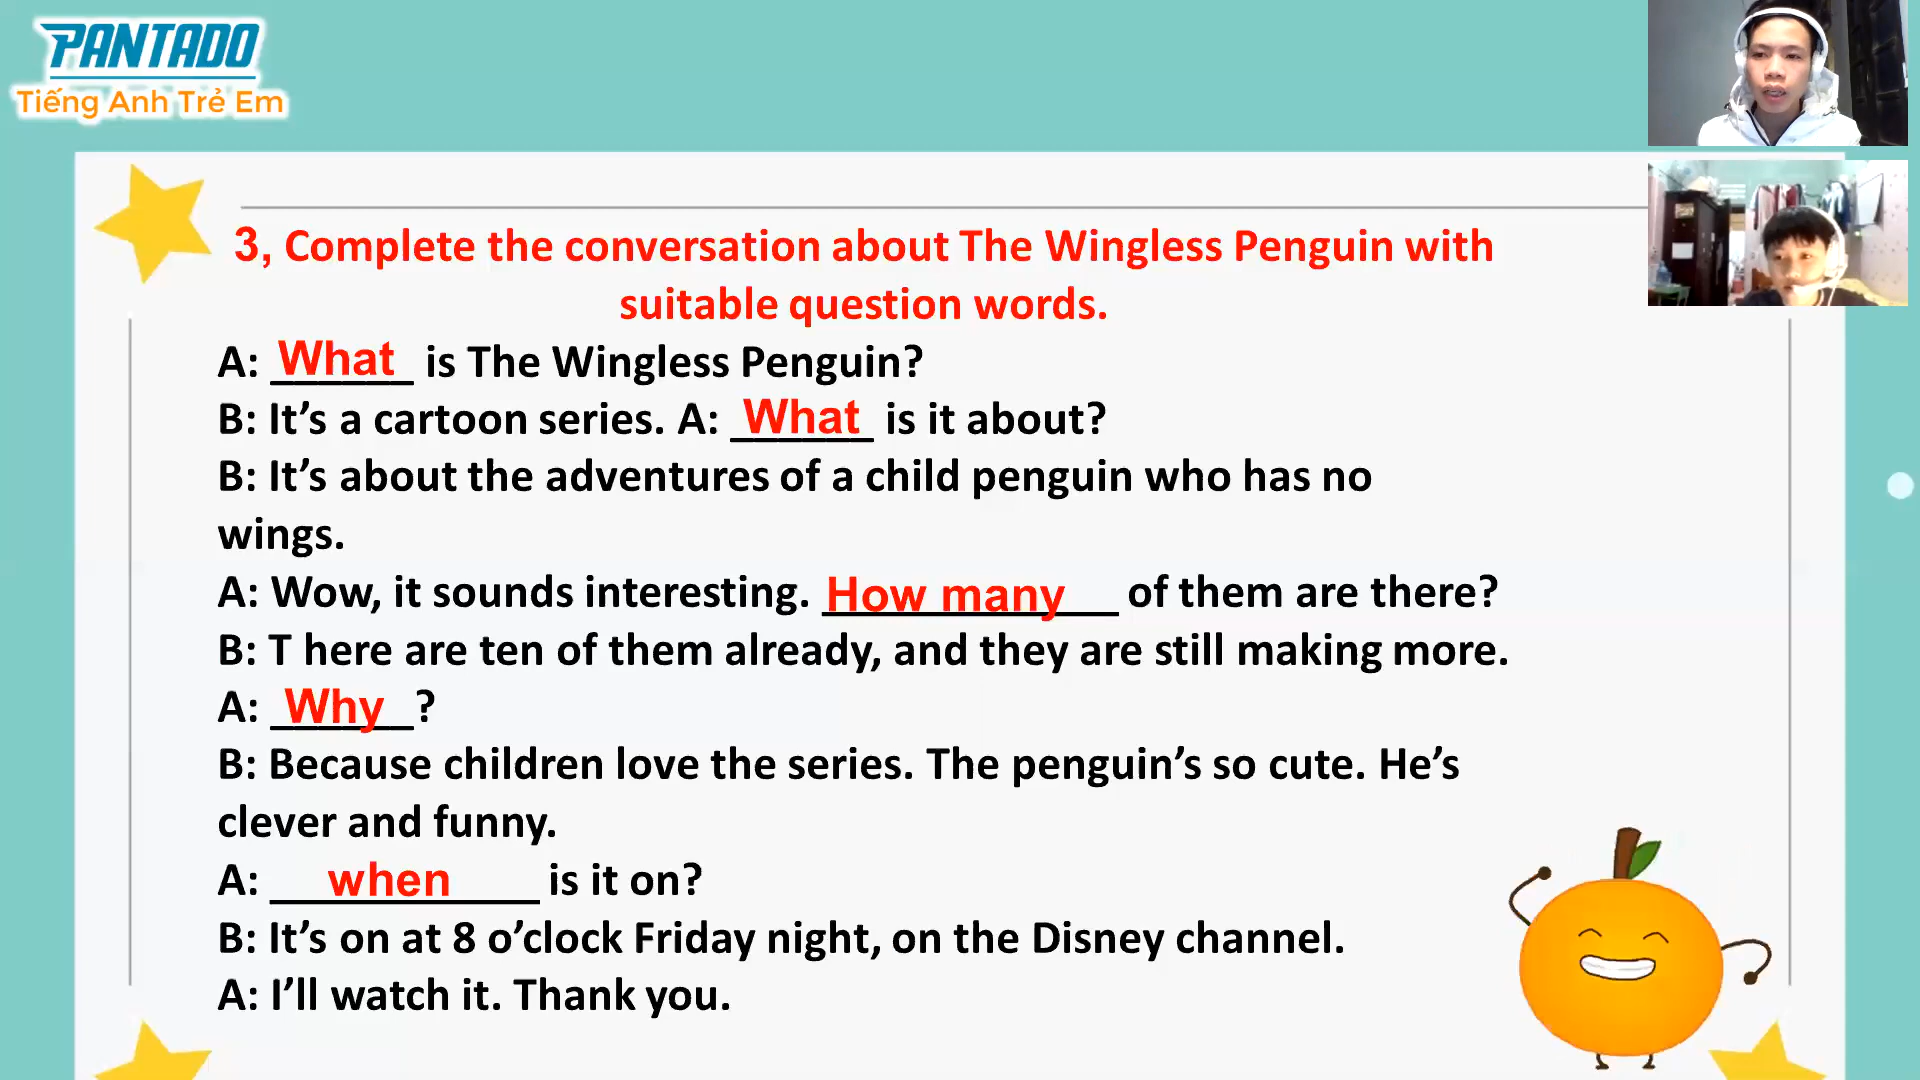 PANTADO
Tiếng Anh Trẻ Em
3, Complete the conversation about The Wingless Penguin with
suitable question words.
A: What is The Wingless Penguin?
B: It’s a cartoon series. A: What is it about?
B: It’s about the adventures of a child penguin who has no
wings.
A: Wow, it sounds interesting. How many of them are there?
B: T here are ten of them already, and they are still making more.
A: Why?
B: Because children love the series. The penguin’s so cute. He’s
clever and funny.
A: when is it on?
B: It’s on at 8 o’clock Friday night, on the Disney channel.
A: I’ll watch it. Thank you.